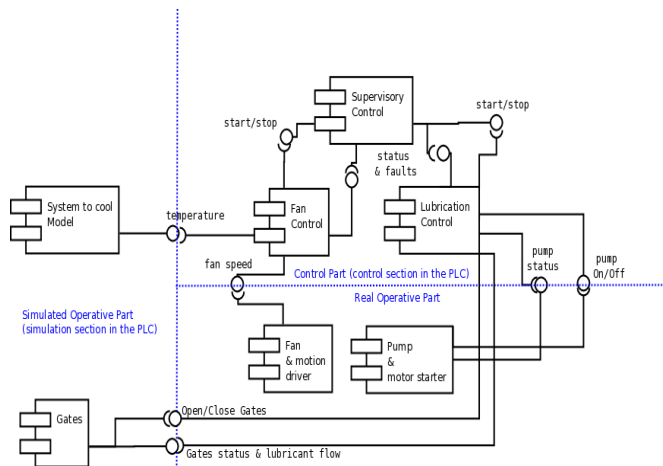 Supervisory
Control
start/stop
start/stop
status
& faults
System to cool
Model
temperature
Fan
Control
Lubrication
Control
fan speed
Control Part (control section in the PLC)
pump
status
pump
On/Off
Real Operative Part
Simulated Operative Part
(simulation section in the PLC)
Fan
& motion
driver
Pump
&
motor starter
Gates
Open/Close Gates
Gates status & lubricant flow